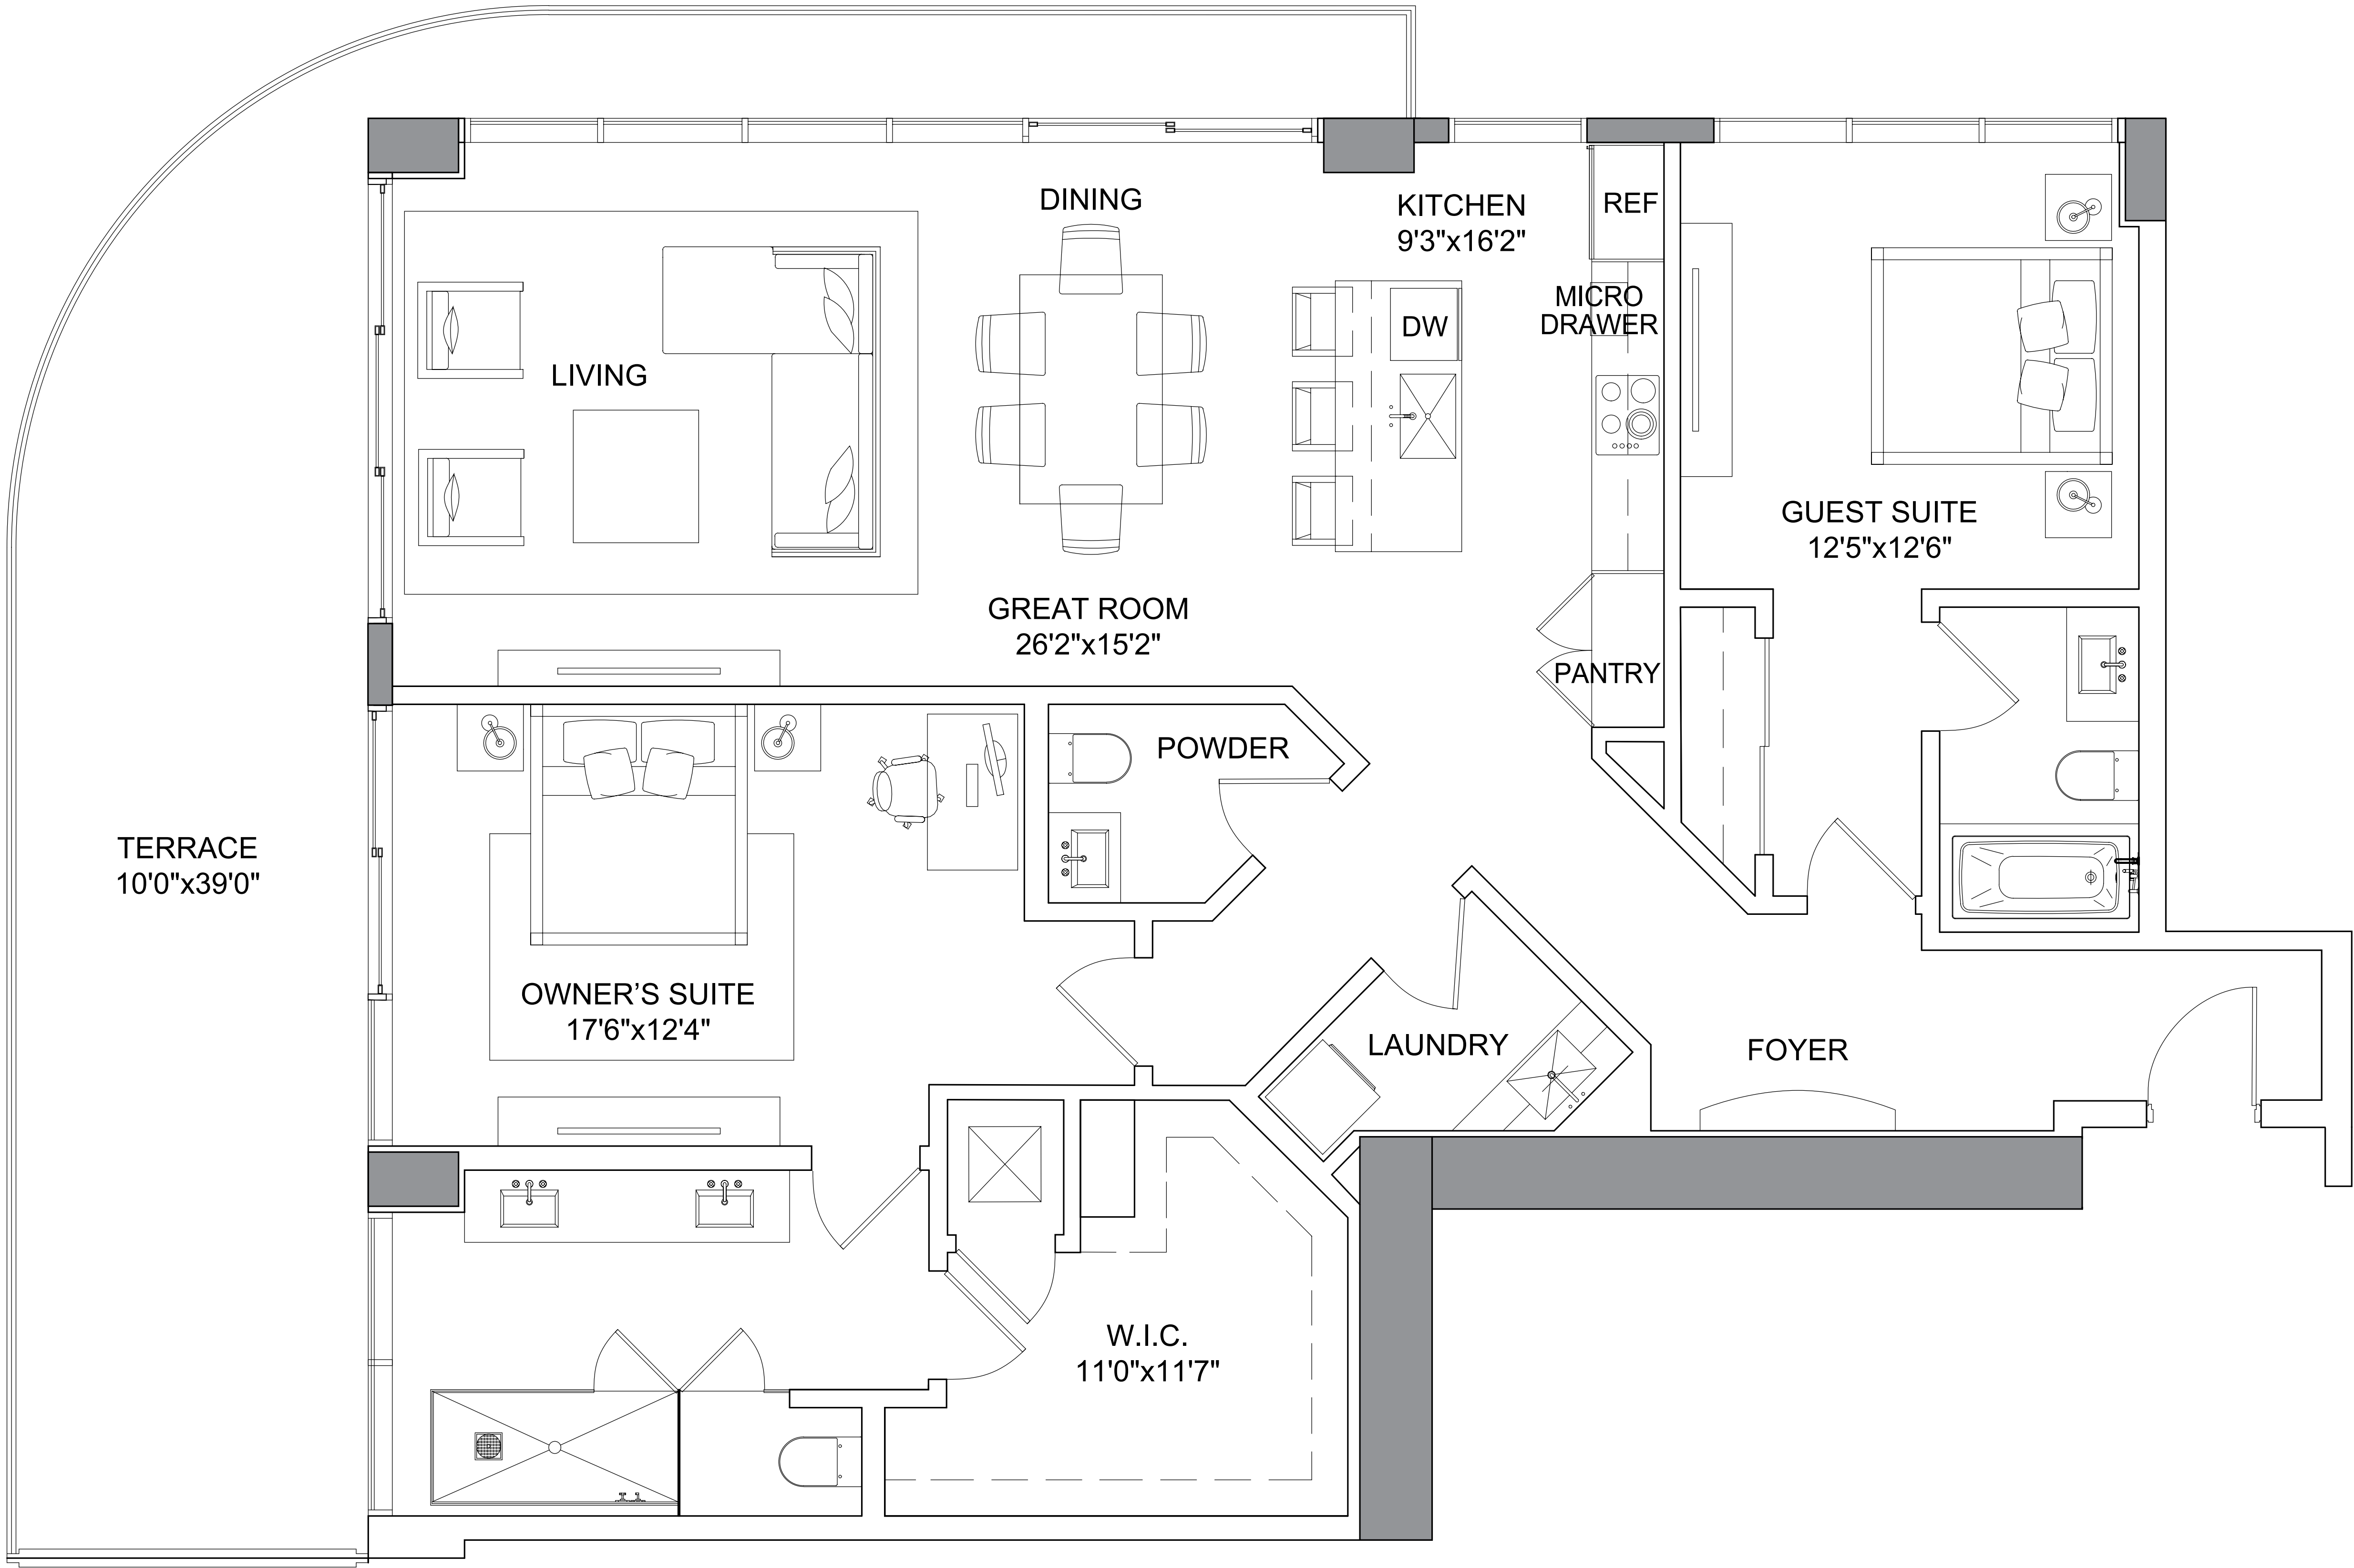 DINING
KITCHEN
9'3"x16'2"
REF
MICRO
DRAWER
DW
LIVING
GUEST SUITE
12'5"x12'6"
GREAT ROOM
26'2"x15'2"
PANTRY
POWDER
TERRACE
10'0"x39'0"
OWNER’S SUITE
17'6"x12'4"
LAUNDRY
FOYER
W.I.C.
11'0"x11'7"